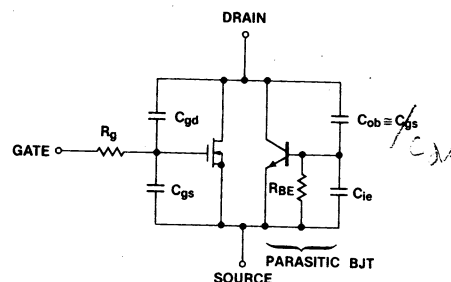 DRAIN
Cgd
Cob ≅ Cgs
Rg
GATE
Cgs
RBE
Cie
PARASITIC BJT
SOURCE